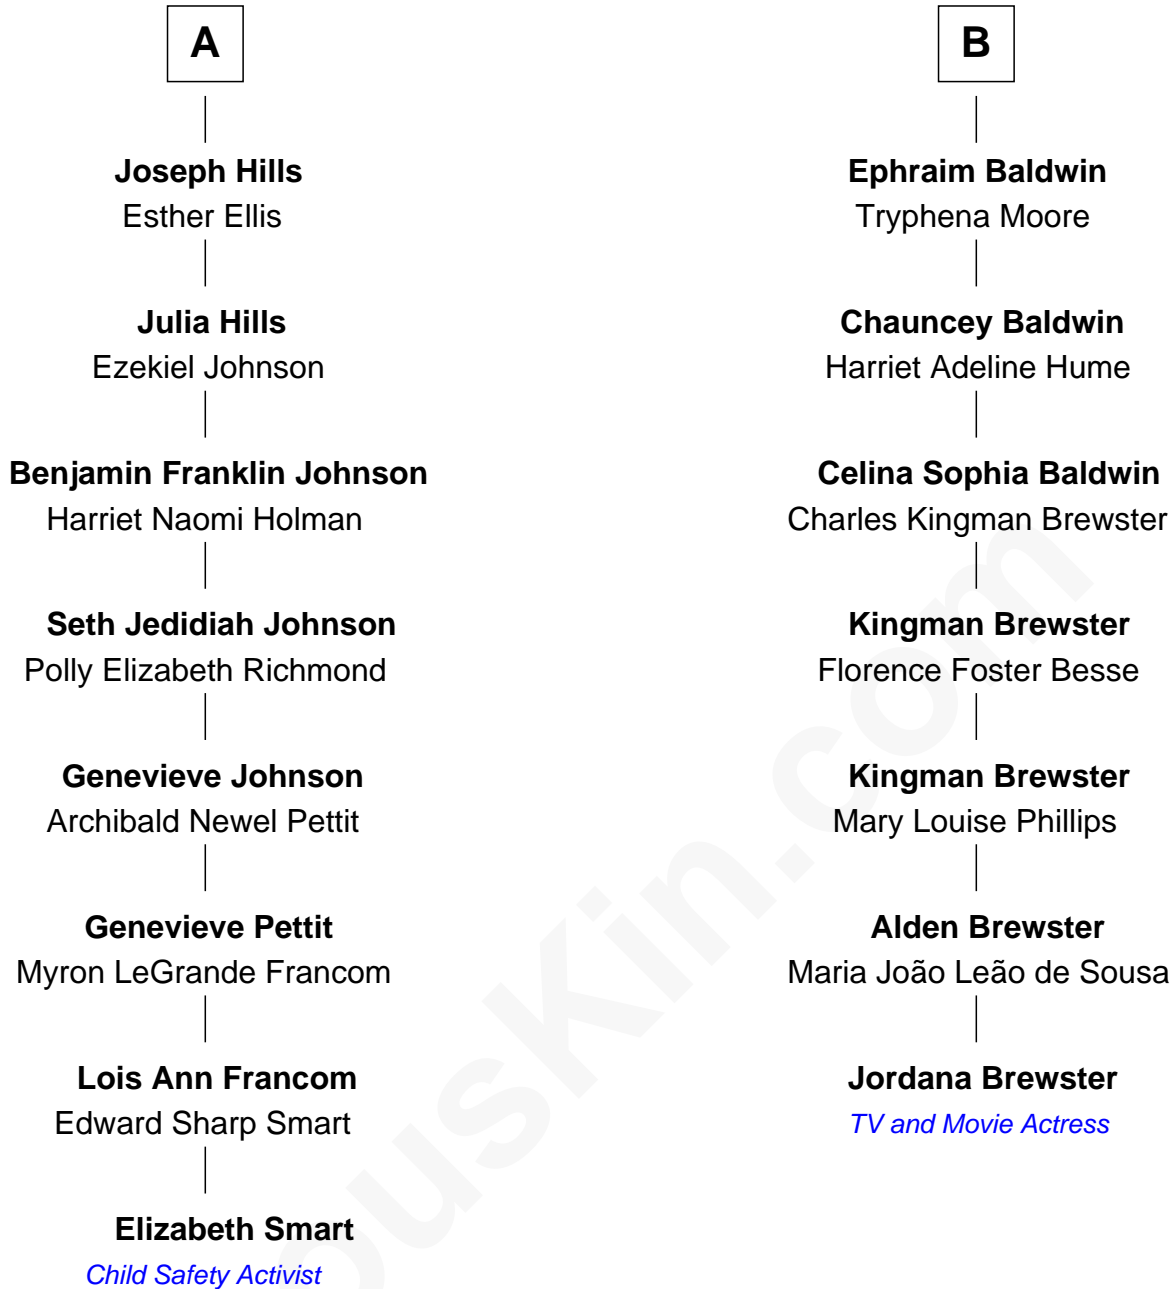 A
Joseph Hills
Esther Ellis
Julia Hills
Ezekiel Johnson
Benjamin Franklin Johnson
Harriet Naomi Holman
Seth Jedidiah Johnson
Polly Elizabeth Richmond
Genevieve Johnson
Archibald Newel Pettit
Genevieve Pettit
Myron LeGrande Francom
Lois Ann Francom
Edward Sharp Smart
Elizabeth Smart
Child Safety Activist
B
Ephraim Baldwin
Tryphena Moore
Chauncey Baldwin
Harriet Adeline Hume
Celina Sophia Baldwin
Charles Kingman Brewster
Kingman Brewster
Florence Foster Besse
Kingman Brewster
Mary Louise Phillips
Alden Brewster
Maria João Leão de Sousa
Jordana Brewster
TV and Movie Actress
ousKin.com